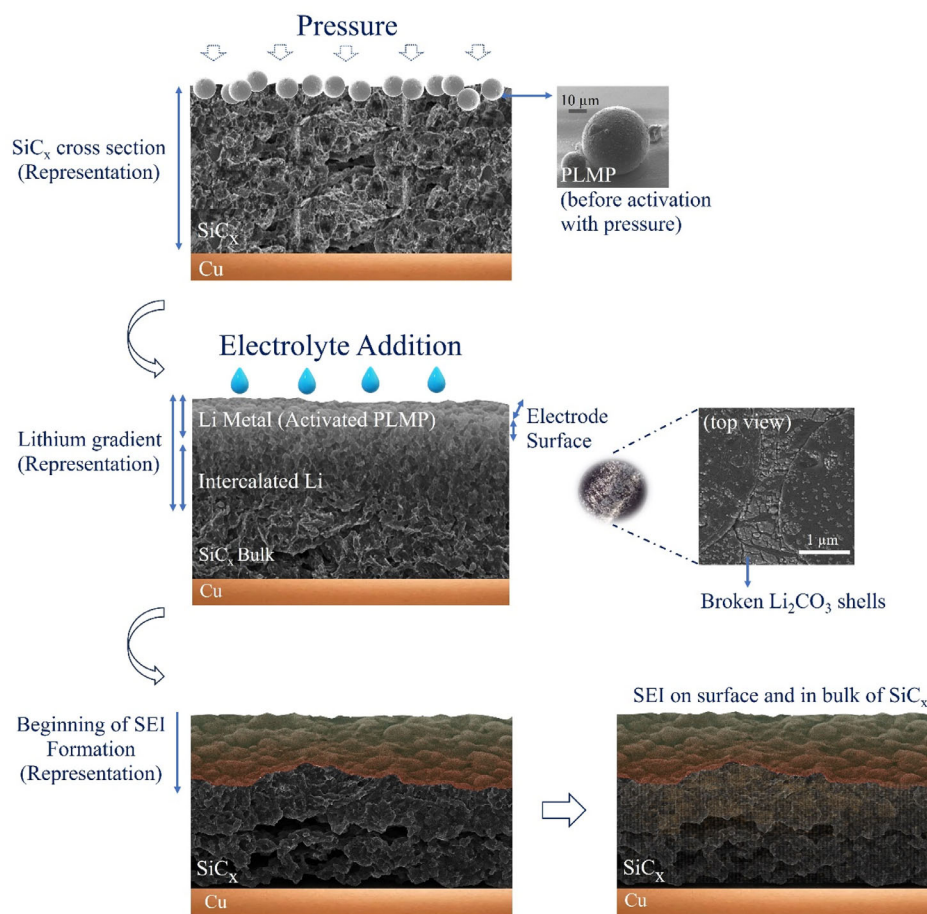 Pressure
SiCx cross section
(Representation)
10 µm
PLMP
(before activation
with pressure)
SiCx
Cu
Electrolyte Addition
Lithium gradient
(Representation)
Li Metal (Activated PLMP)
Electrode
Surface
(top view)
Intercalated Li
1 µm
SiCx Bulk
Cu
Broken Li2CO3 shells
Beginning of SEI
Formation
(Representation)
SEI on surface and in bulk of SiCx
SiCx
Cu
SiCx
Cu